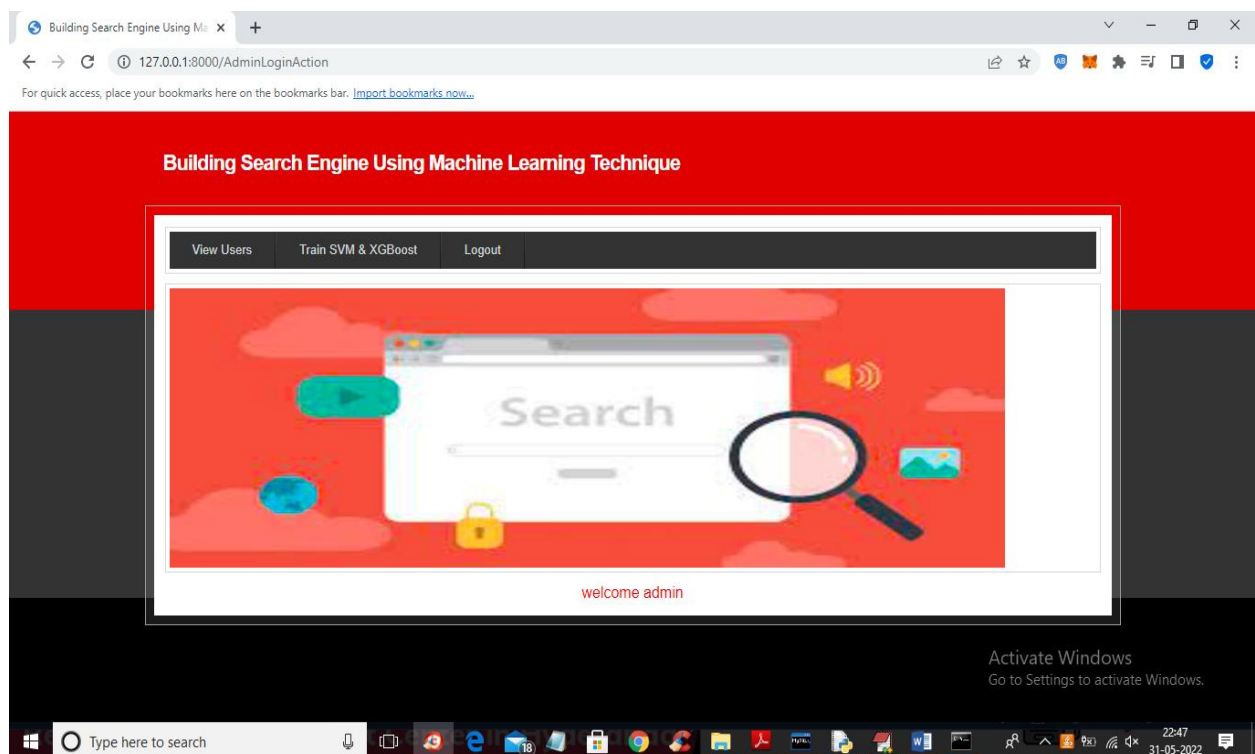 Building Search Engine Using Ma
127.0.0.1:8000/AdminLoginAction
For quick access, place your bookmarks here on the bookmarks bar. Import bookmarks now...
Building Search Engine Using Machine Learning Technique
View Users Train SVM & XGBoost Logout
Search
welcome admin
Activate Windows
Go to Settings to activate Windows.
Type here to search
18
22:47
31-05-2022